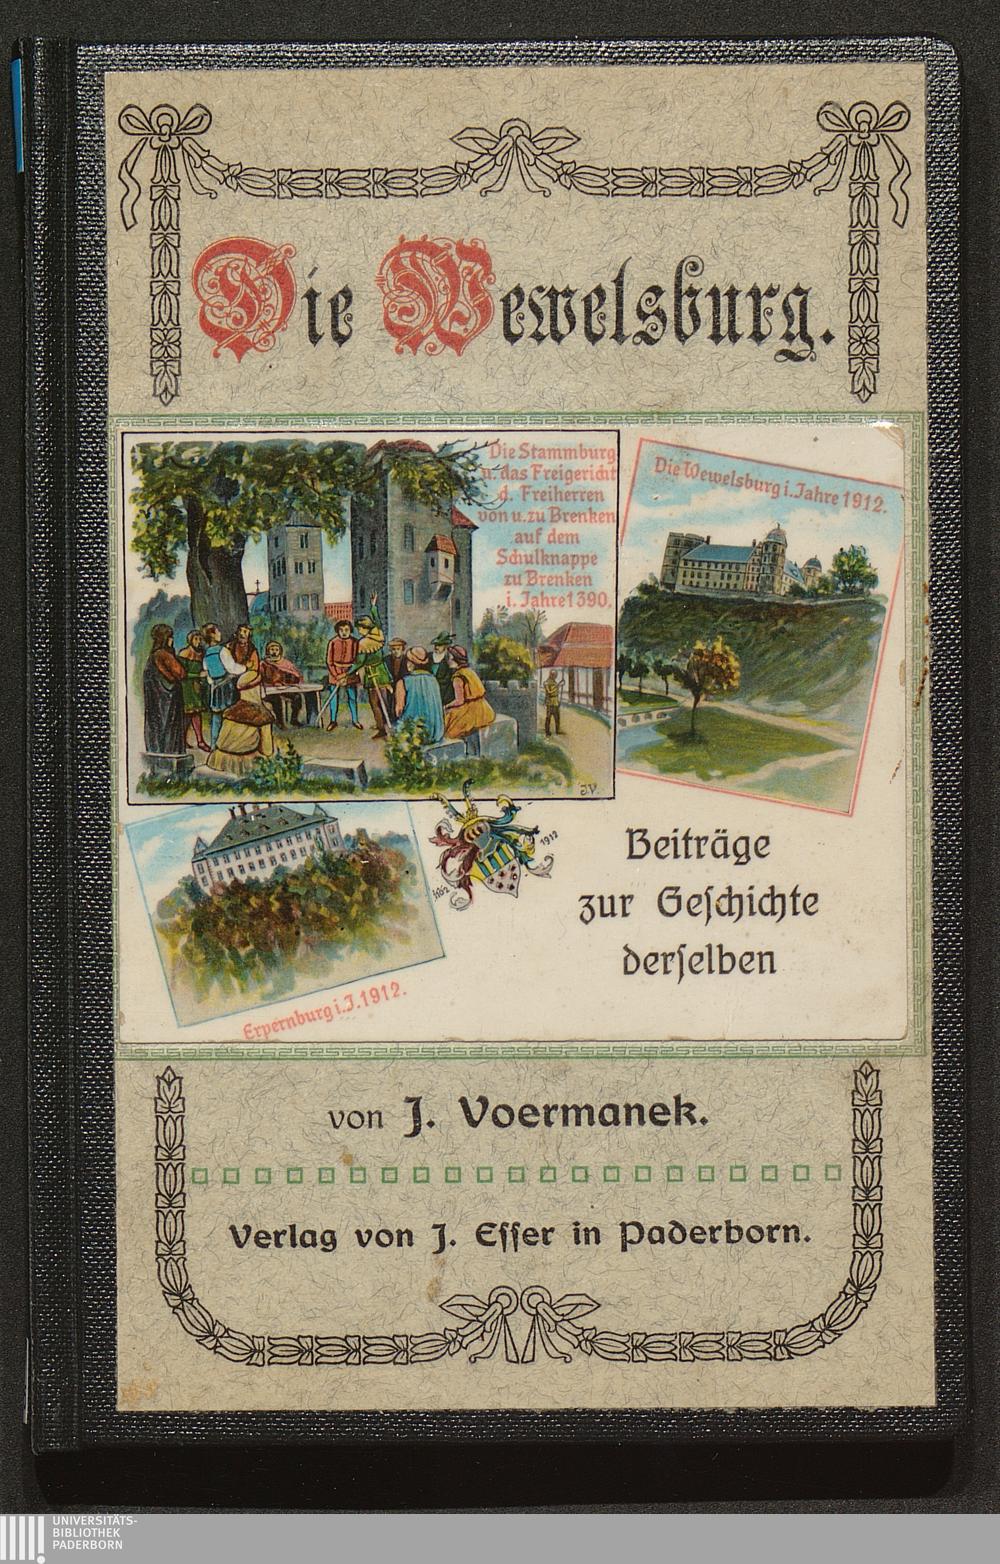 Die Wewelsburg.
Die Stammburg
u. das Freigericht
d. Freiherren
von u. zu Brenken
auf dem
Schulknappe
zu Brenken
i. Jahre 1390.
Die Wewelsburg i. Jahre 1912.
J.V.
1912
Erpernburg i. J. 1912.
Beiträge
zur Geſchichte
derſelben
von J. Voermanek.
Verlag von J. Eſſer in Paderborn.
UNIVERSITÄTS-
BIBLIOTHEK
PADERBORN